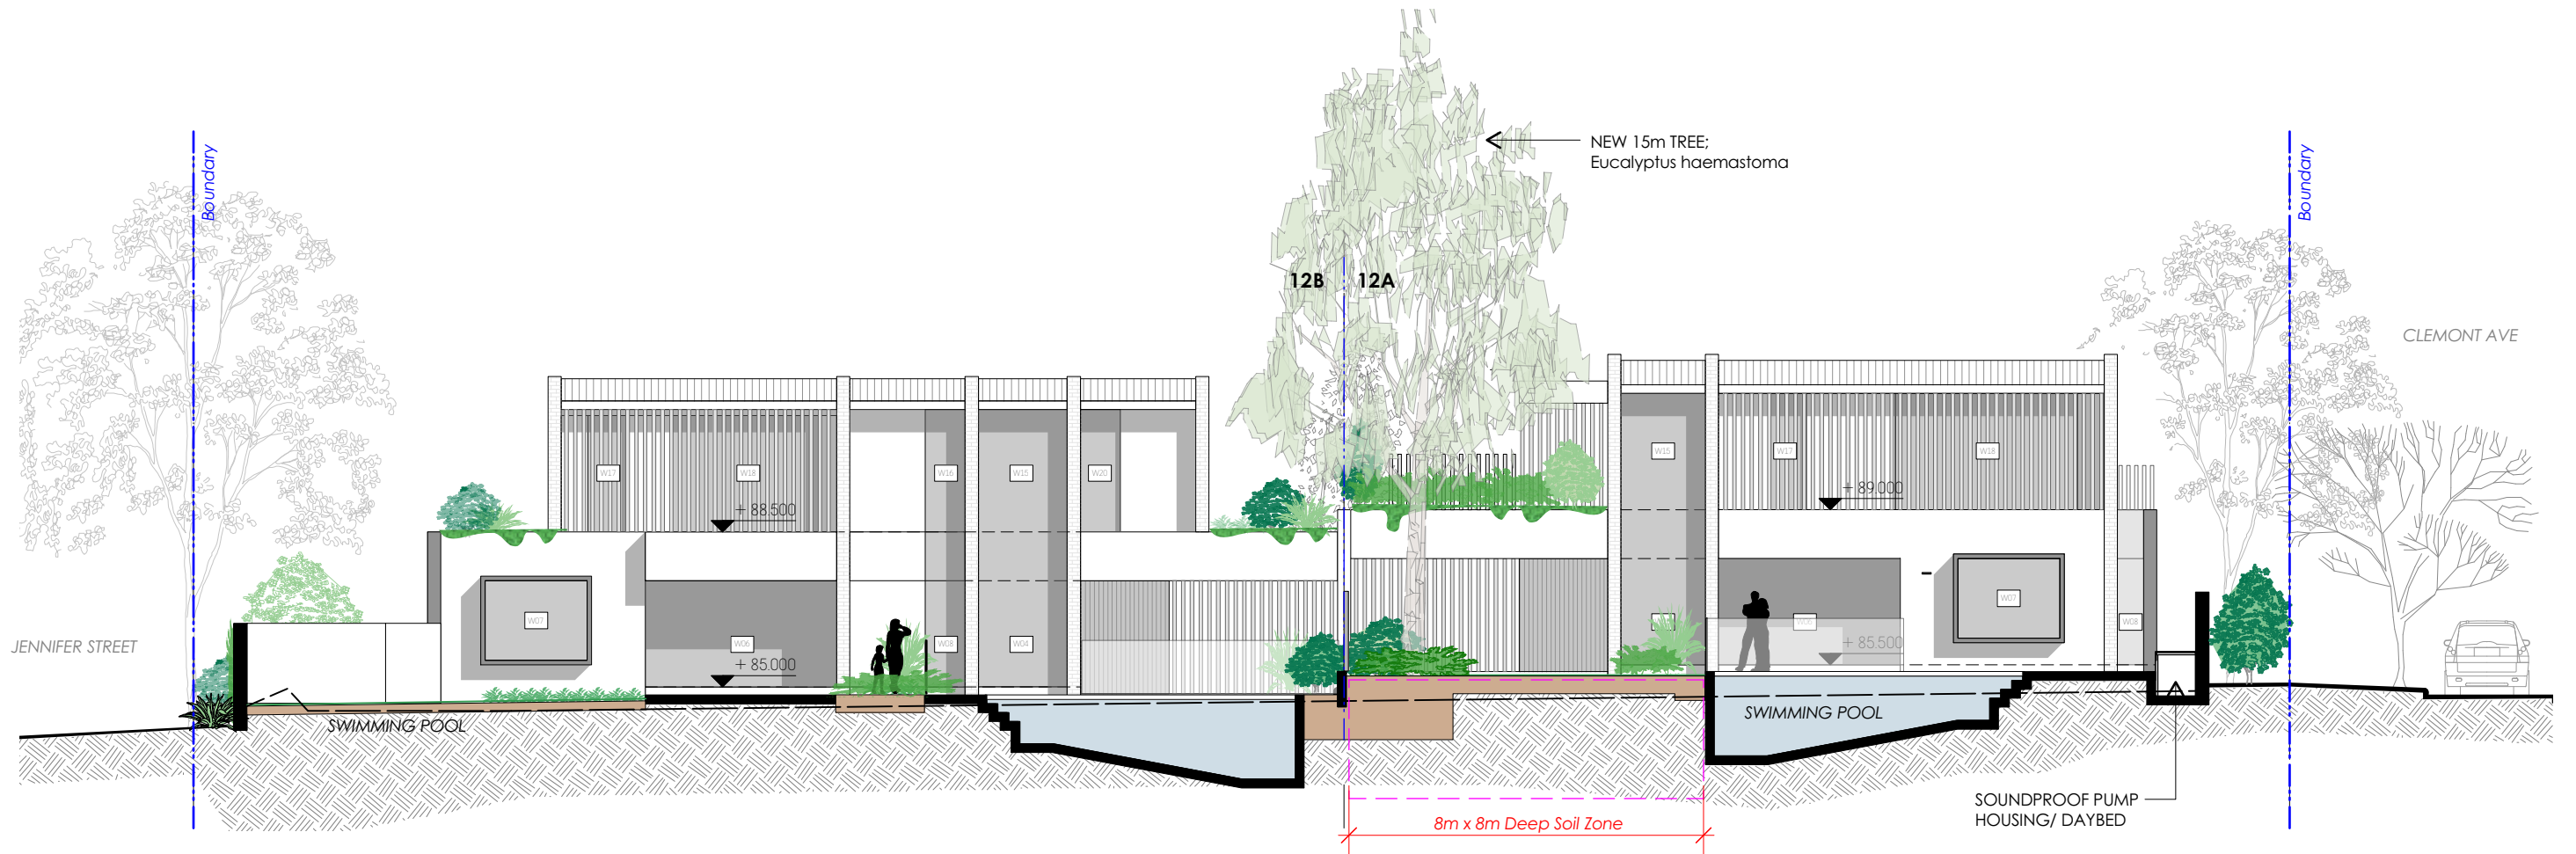 NEW 15m TREE;
Eucalyptus haemastoma
Boundary
Boundary
12B
12A
CLEMONT AVE
W17
W18
W16
W15
W20
W15
W17
W18
+ 88.500
+ 89.000
W07
W06
W08
W04
W06
W07
W08
+ 85.000
+ 85.500
JENNIFER STREET
SWIMMING POOL
SWIMMING POOL
SOUNDPROOF PUMP
HOUSING/ DAYBED
8m x 8m Deep Soil Zone